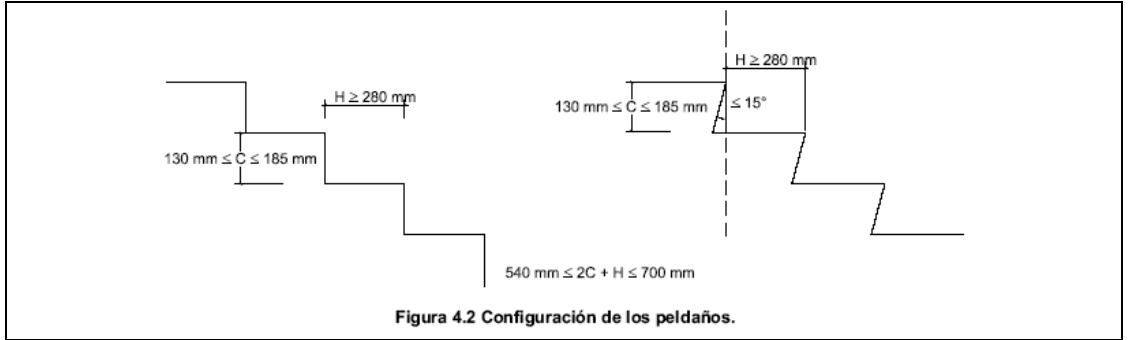 H ≥ 280 mm
130 mm ≤ C ≤ 185 mm
H ≥ 280 mm
130 mm ≤ C ≤ 185 mm
≤ 15°
540 mm ≤ 2C + H ≤ 700 mm
Figura 4.2 Configuración de los peldaños.